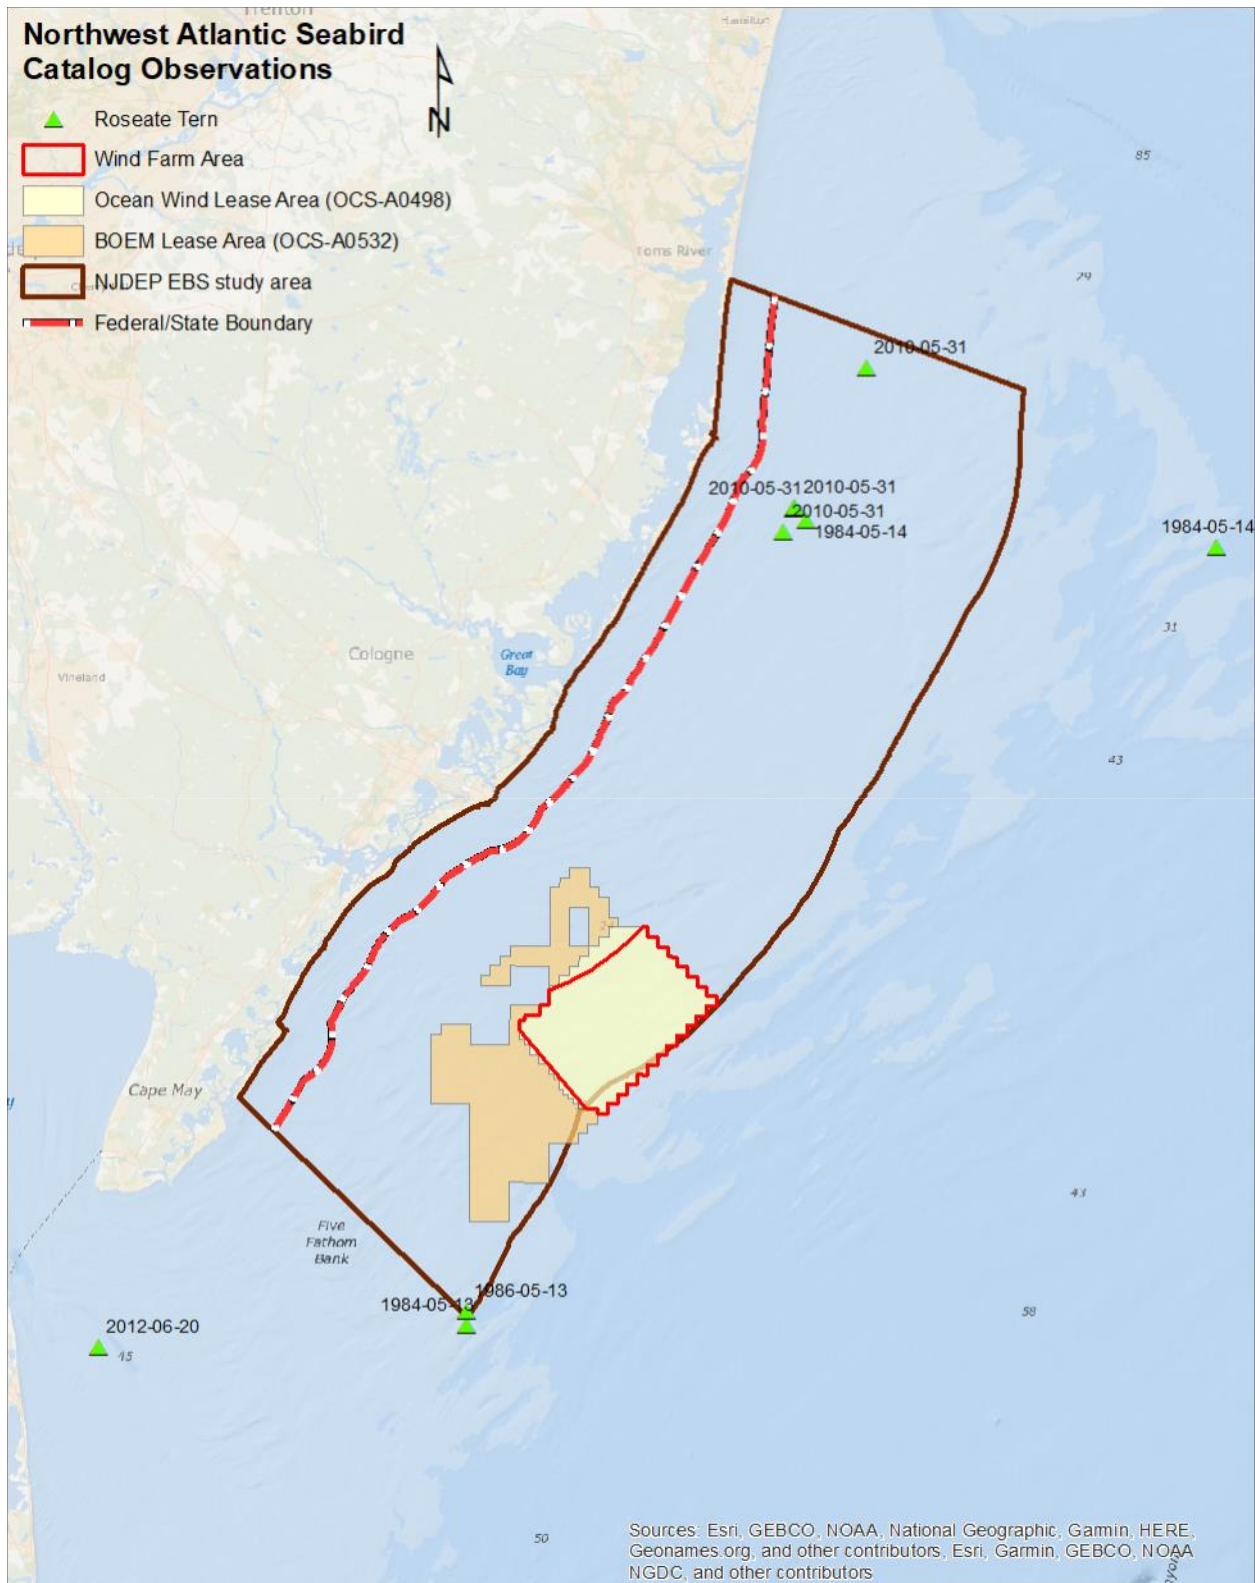 Trenton
Hamilton
Northwest Atlantic Seabird
Catalog Observations
N
Roseate Tern
Wind Farm Area
Ocean Wind Lease Area (OCS-A0498)
BOEM Lease Area (OCS-A0532)
NJDEP EBS study area
Federal/State Boundary
85
Toms River
29
2010-05-31
2010-05-31 2010-05-31
2010-05-31
1984-05-14
1984-05-14
31
Cologne
Great
Bay
Vineland
43
Cape May
43
Five
Fathom
Bank
1986-05-13
1984-05-13
58
2012-06-20
45
50
Sources: Esri, GEBCO, NOAA, National Geographic, Garmin, HERE,
Geonames.org, and other contributors, Esri, Garmin, GEBCO, NOAA
NGDC, and other contributors